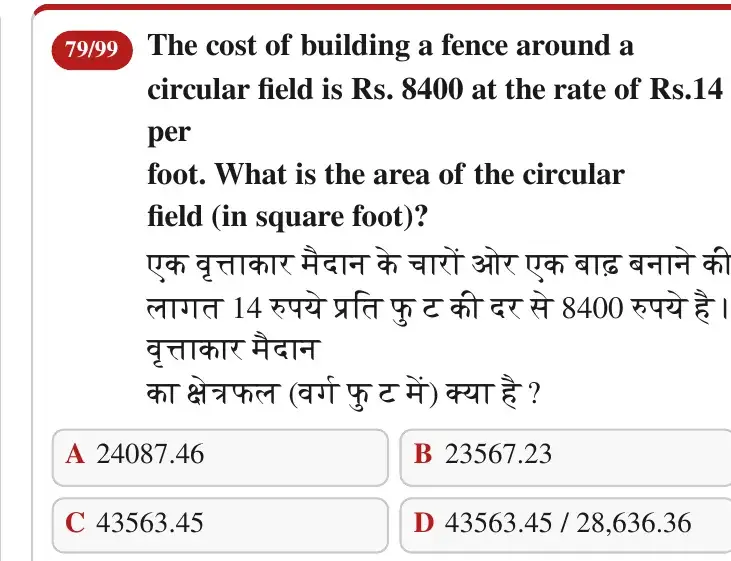 79/99 The cost of building a fence around a
circular field is Rs. 8400 at the rate of Rs.14
per
foot. What is the area of the circular
field (in square foot)?
एक वृत्ताकार मैदान के चारों ओर एक बाढ़ बनाने की
लागत 14 रुपये प्रति फु ट की दर से 8400 रुपये है।
वृत्ताकार मैदान
का क्षेत्रफल (वर्ग फु ट में) क्या है ?
A 24087.46
B 23567.23
C 43563.45
D 43563.45 / 28,636.36